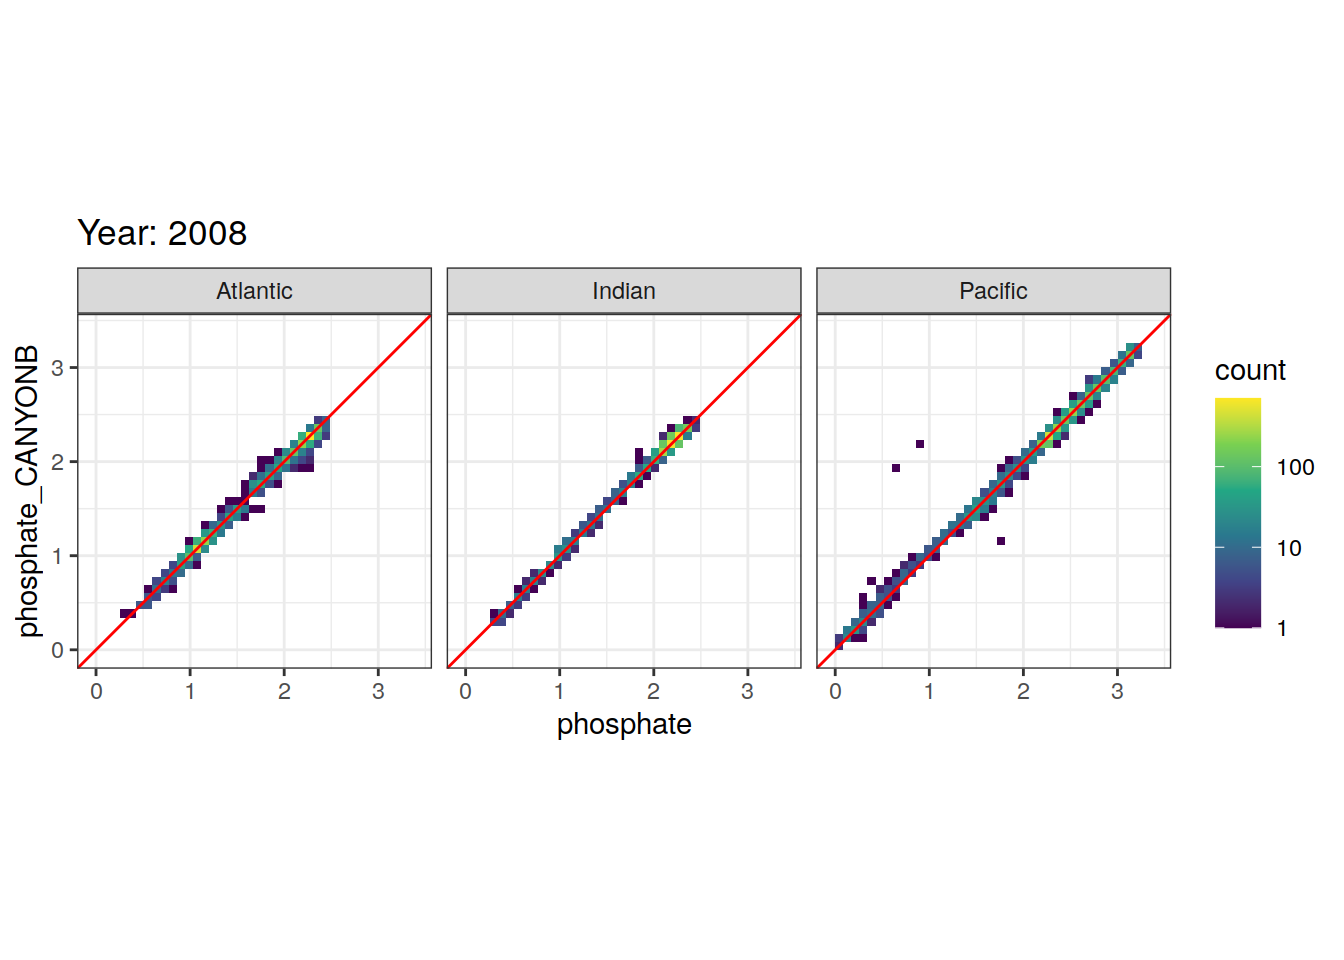 Year: 2008
Atlantic Indian Pacific
phosphate_CANYONB
3
2
1
0
0 1 2 3 0 1 2 3 0 1 2 3
phosphate
count
100
10
1